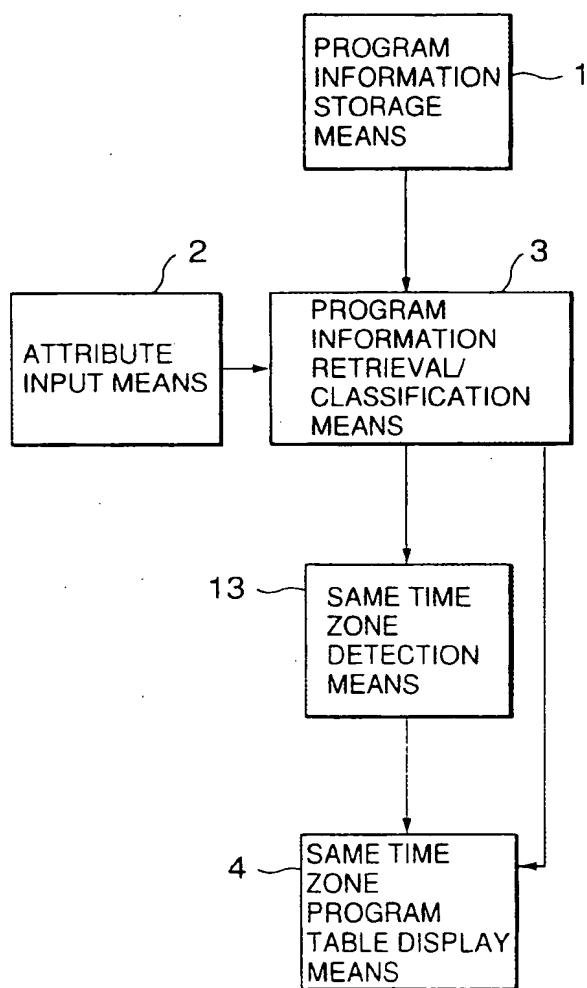 PROGRAM
INFORMATION
STORAGE
MEANS
1
2
ATTRIBUTE
INPUT MEANS
3
PROGRAM
INFORMATION
RETRIEVAL/
CLASSIFICATION
MEANS
13
SAME TIME
ZONE
DETECTION
MEANS
4
SAME TIME
ZONE
PROGRAM
TABLE DISPLAY
MEANS